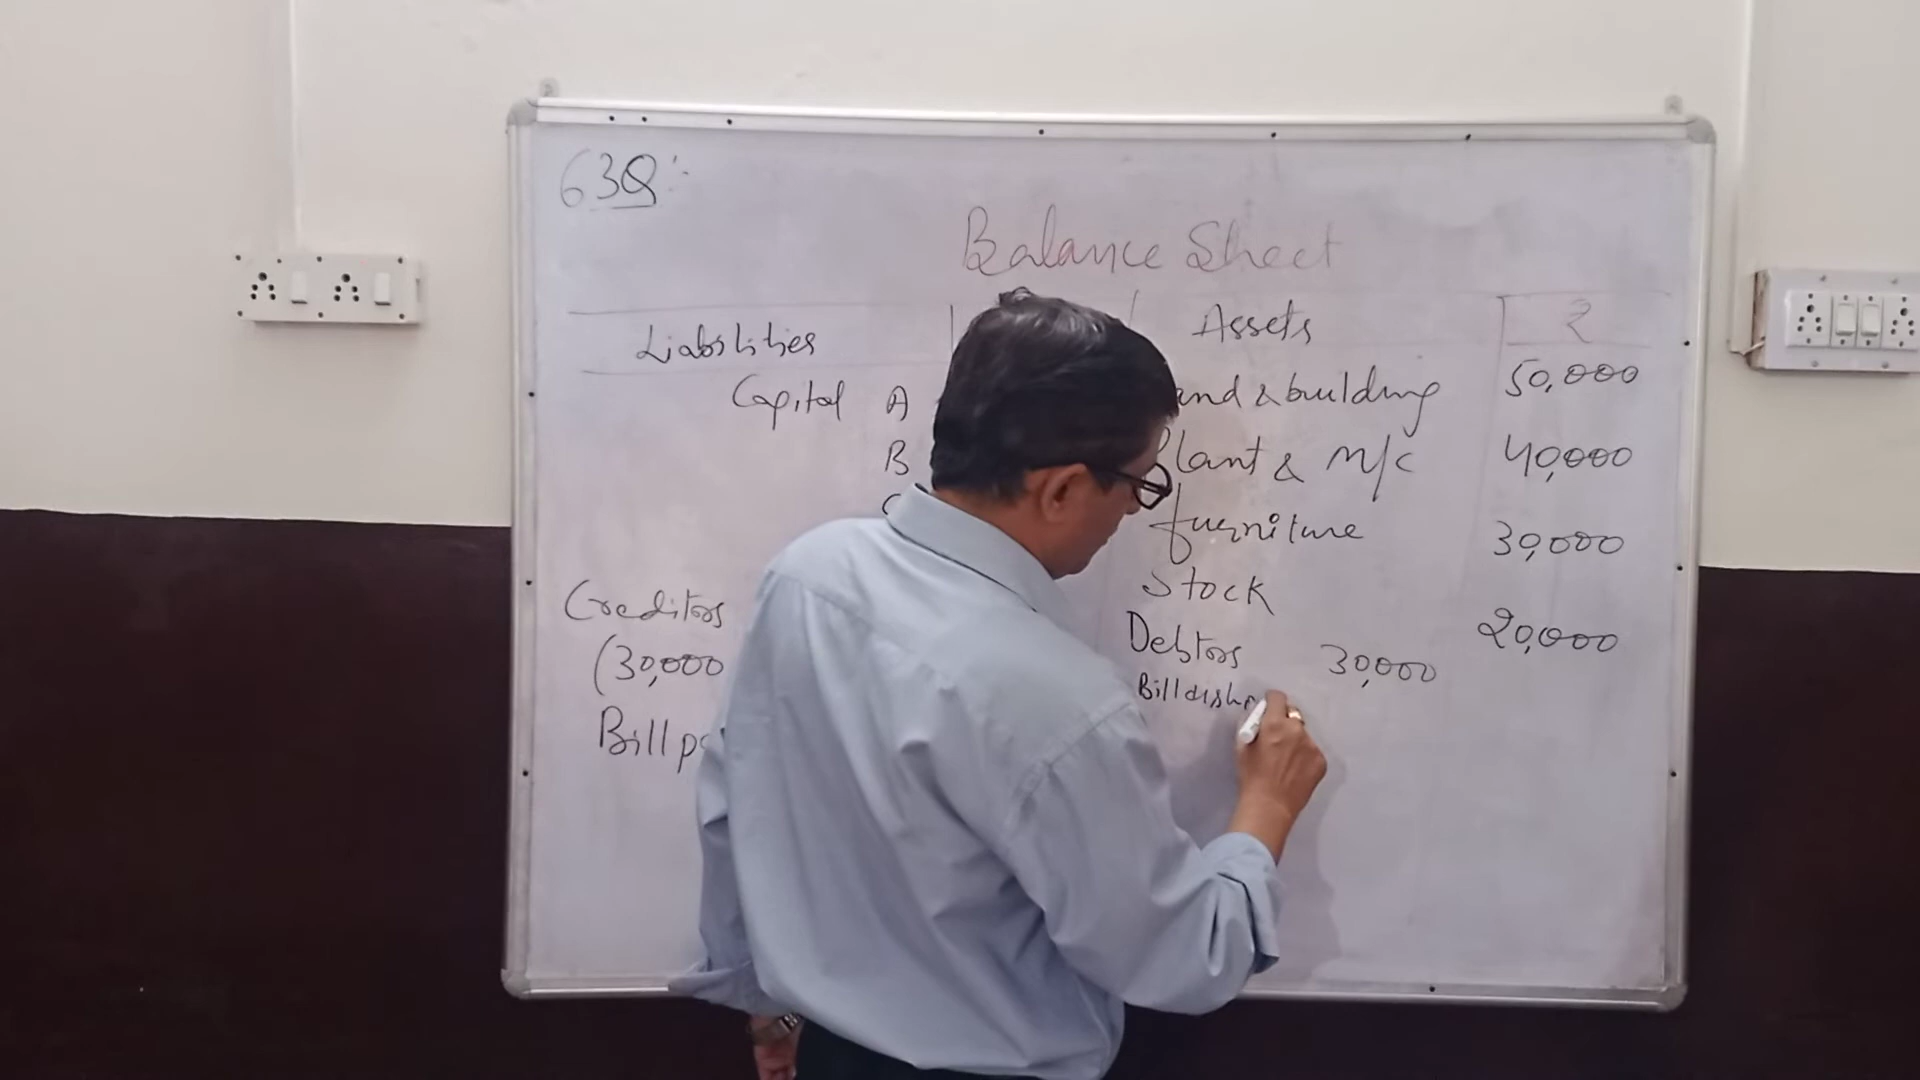 63Q:-
Balance Sheet
Liabilities Assets ₹
Capital A and & building 50,000
B Plant & M/C 40,000
furniture 30,000
Stock 20,000
Creditors Debtors 30,000
(30,000 Bill dish
Bill pa